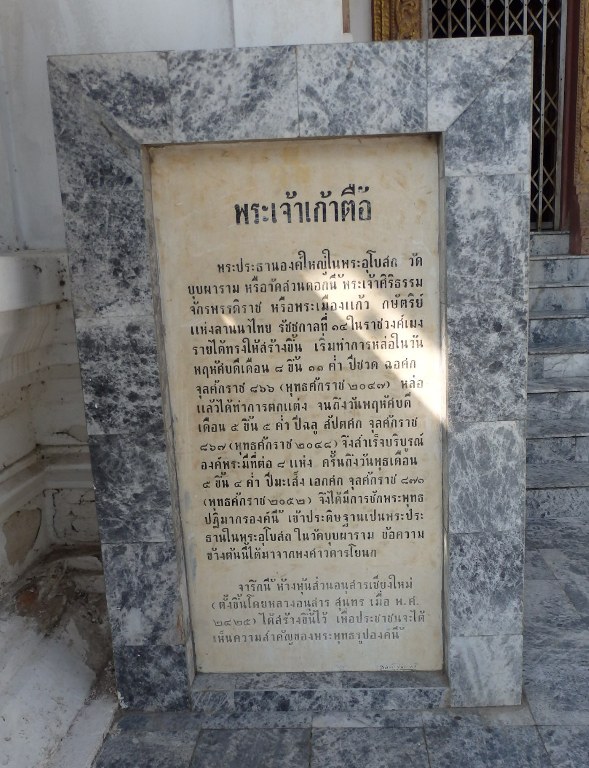 พระเจ้าเก้าตื้อ
พระประธานองค์ใหญ่ในพระอุโบสถ วัด
บุบผาราม หรือวัดสวนดอกนี้ พระเจ้าศิริธรรม
จักรพรรดิราช หรือพระเมืองแก้ว กษัตริย์
แห่งลานนาไทย รัชชกาลที่ ๑๔ ในราชวงค์เมง
รายได้ทรงให้สร้างขึ้น เริ่มทำการหล่อในวัน
พฤหัศบดีเดือน ๘ ขึ้น ๑๑ ค่ำ ปีชวด ฉอศก
จุลศักราช ๘๖๖ (พุทธศักราช ๒๐๔๗) หล่อ
แล้วได้ทำการตกแต่ง จนถึงวันพฤหัศบดี
เดือน ๕ ขึ้น ๕ ค่ำ ปีฉลู สัปตศก จุลศักราช
๘๖๗ (พุทธศักราช ๒๐๔๘) จึงสำเร็จบริบูรณ์
องค์พระมีที่ต่อ ๘ แห่ง ครั้นถึงวันพุธเดือน
๕ ขึ้น ๔ ค่ำ ปีมะเส็ง เอกศก จุลศักราช ๘๗๑
(พุทธศักราช ๒๐๕๒) จึงได้มีการชักพระพุทธ
ปฏิมากรองค์นี้ เข้าประดิษฐานเป็นพระประ
ธานในพระอุโบสถ ในวัดบุบผาราม ข้อความ
ข้างต้นนี้ได้มาจากพงศาวดารโยนก
จารึกนี้ ห้างหุ้นส่วนอนุสารเชียงใหม่
(ตั้งขึ้นโดยหลวงอนุสาร สุนทร เมื่อ พ.ศ.
๒๔๒๕) ได้สร้างขึ้นไว้ เพื่อประชาชนจะได้
เห็นความสำคัญของพระพุทธรูปองค์นี้